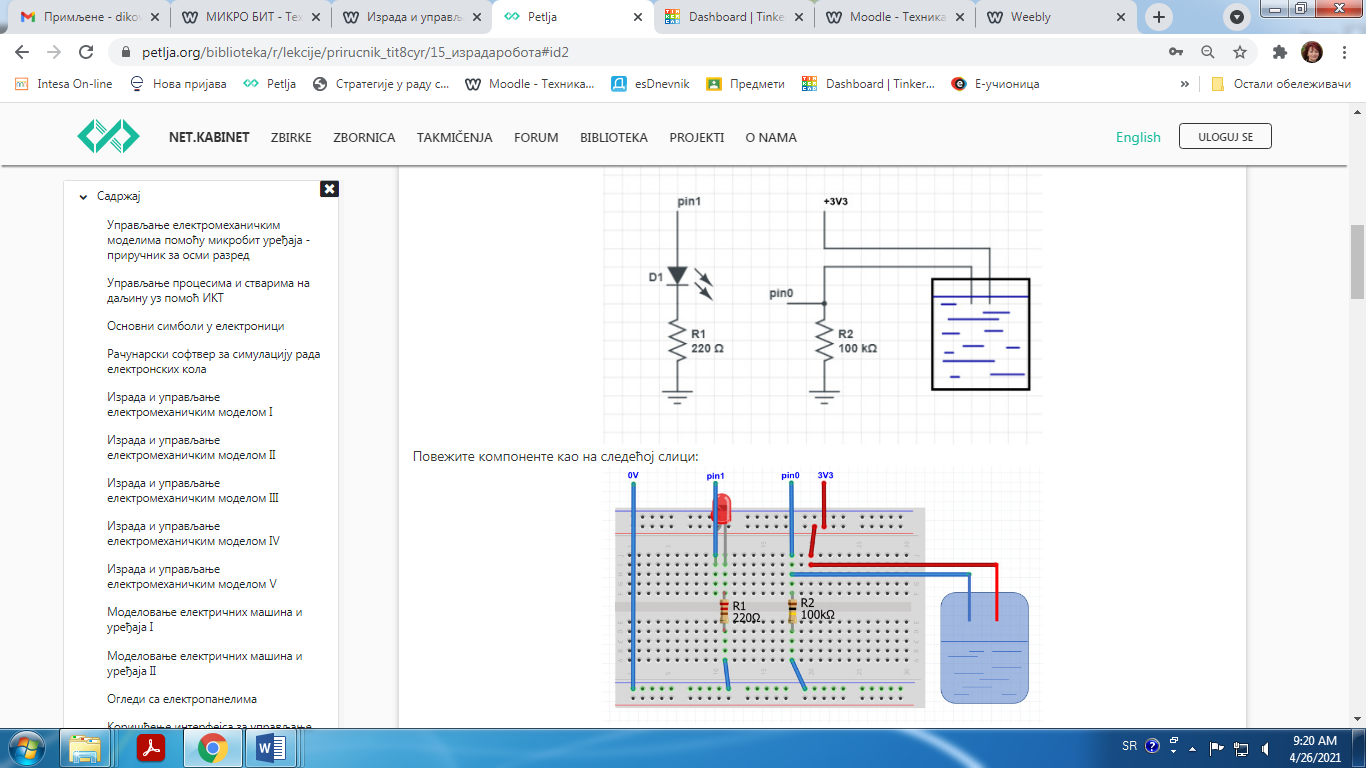 Примљене - dikov
МИКРО БИТ - Тех
Израда и управљ
Petlja
Dashboard | Tinke
Moodle - Техника
Weebly
petlja.org/biblioteka/r/lekcije/prirucnik_tit8cyr/15_израдаробота#id2
Intesa On-line
Нова пријава
Petlja
Стратегије у раду с...
Moodle - Техника...
esDnevnik
Предмети
Dashboard | Tinker...
Е-учионица
»
Остали обележивачи
NET.KABINET
ZBIRKE
ZBORNICA
TAKMIČENJA
FORUM
BIBLIOTEKA
PROJEKTI
O NAMA
English
ULOGUJ SE
Садржај
Управљање електромеханичким
моделима помоћу микробит уређаја -
приручник за осми разред
Управљање процесима и стварима на
даљину уз помоћ ИКТ
Основни симболи у електроници
Рачунарски софтвер за симулацију рада
електронских кола
Израда и управљање
електромеханичким моделом I
Израда и управљање
електромеханичким моделом II
Израда и управљање
електромеханичким моделом III
Израда и управљање
електромеханичким моделом IV
Израда и управљање
електромеханичким моделом V
Моделовање електричних машина и
уређаја I
Моделовање електричних машина и
уређаја II
Огледи са електропанелима
Коришћење интерфејса за управљање
pin1
+3V3
D1
pin0
R1
220 Ω
R2
100 kΩ
Повежите компоненте као на следећој слици:
0V
pin1
pin0
3V3
R1
220Ω
R2
100kΩ
SR
9:20 AM
4/26/2021